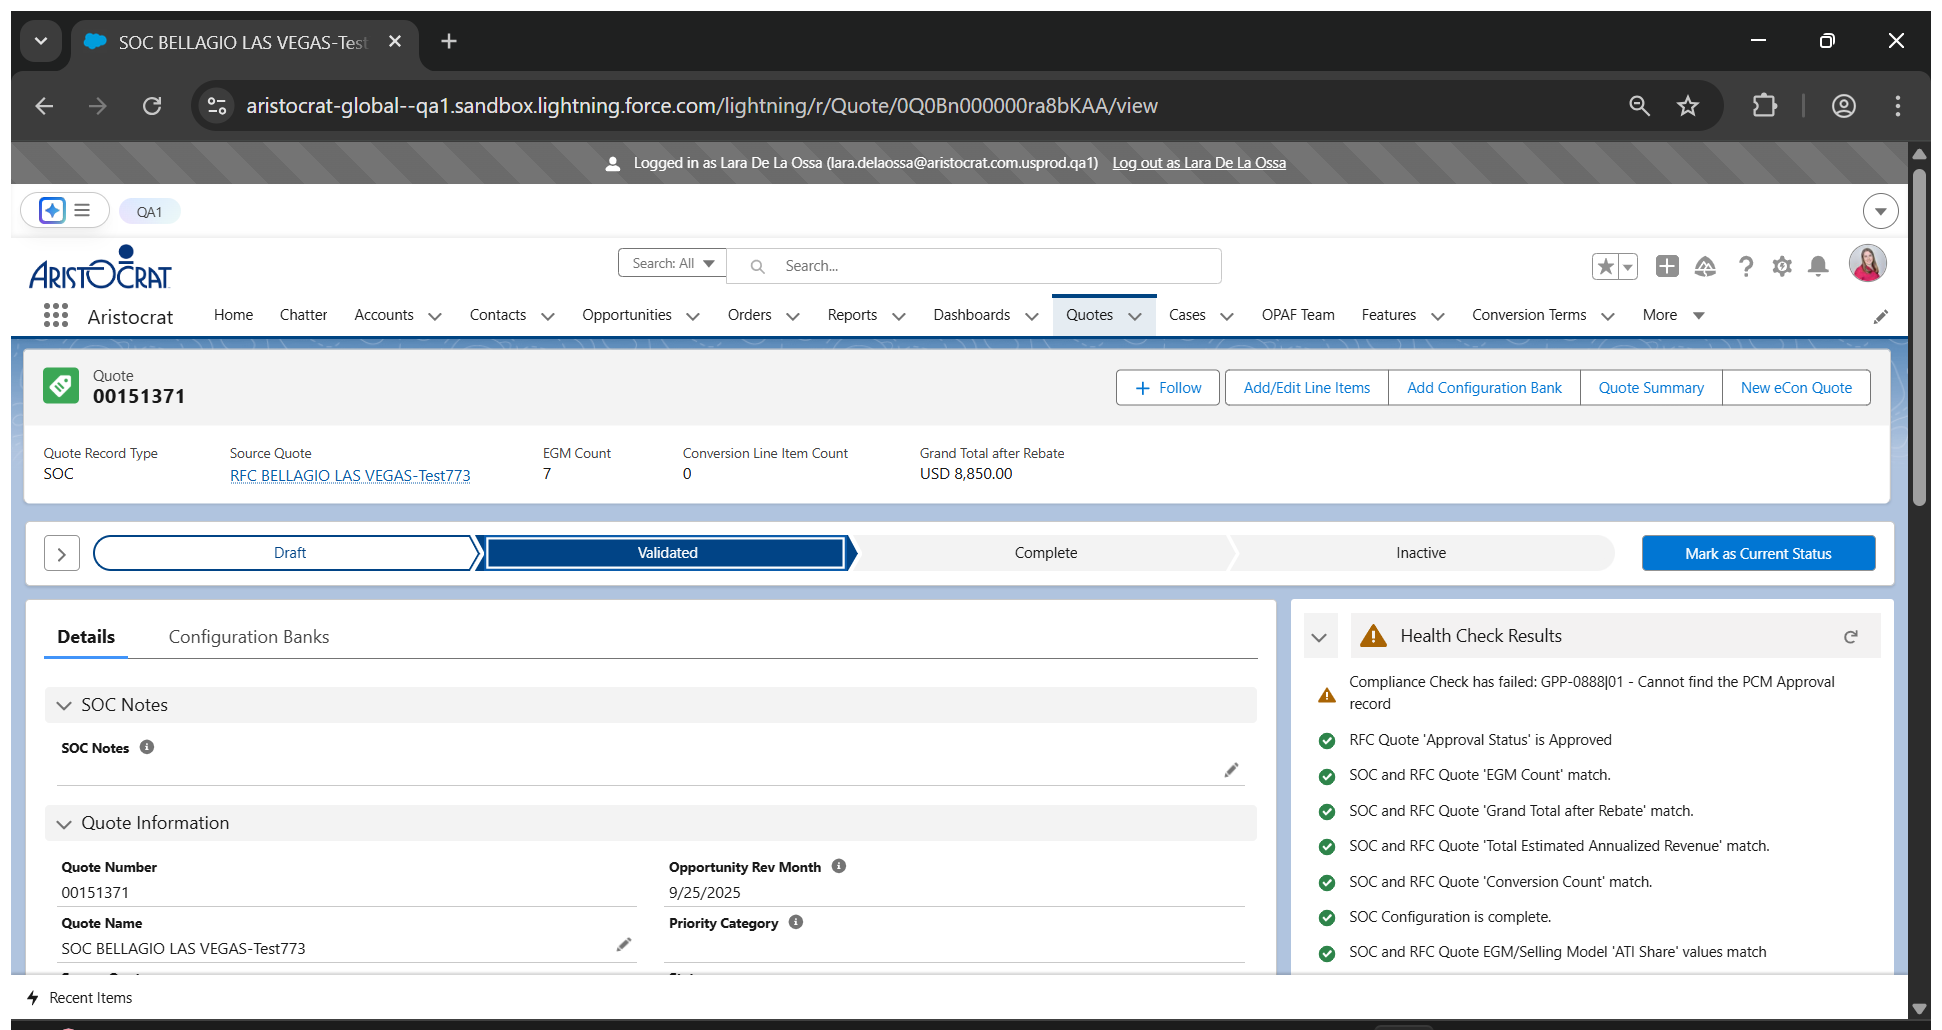 SOC BELLAGIO LAS VEGAS-Test
aristocrat-global--qa1.sandbox.lightning.force.com/lightning/r/Quote/0Q0Bn000000ra8bKAA/view
Logged in as Lara De La Ossa (lara.delaossa@aristocrat.com.usprod.qa1) Log out as Lara De La Ossa
QA1
ARISTOCRAT
Search: All Search...
Aristocrat Home Chatter Accounts Contacts Opportunities Orders Reports Dashboards Quotes Cases OPAF Team Features Conversion Terms More
Quote
00151371
Follow Add/Edit Line Items Add Configuration Bank Quote Summary New eCon Quote
Quote Record Type Source Quote EGM Count Conversion Line Item Count Grand Total after Rebate
SOC RFC BELLAGIO LAS VEGAS-Test773 7 0 USD 8,850.00
Draft Validated Complete Inactive Mark as Current Status
Details Configuration Banks
SOC Notes
SOC Notes
Quote Information
Quote Number Opportunity Rev Month
00151371 9/25/2025
Quote Name Priority Category
SOC BELLAGIO LAS VEGAS-Test773
Health Check Results
Compliance Check has failed: GPP-0888|01 - Cannot find the PCM Approval
record
RFC Quote 'Approval Status' is Approved
SOC and RFC Quote 'EGM Count' match.
SOC and RFC Quote 'Grand Total after Rebate' match.
SOC and RFC Quote 'Total Estimated Annualized Revenue' match.
SOC and RFC Quote 'Conversion Count' match.
SOC Configuration is complete.
SOC and RFC Quote EGM/Selling Model 'ATI Share' values match
Recent Items